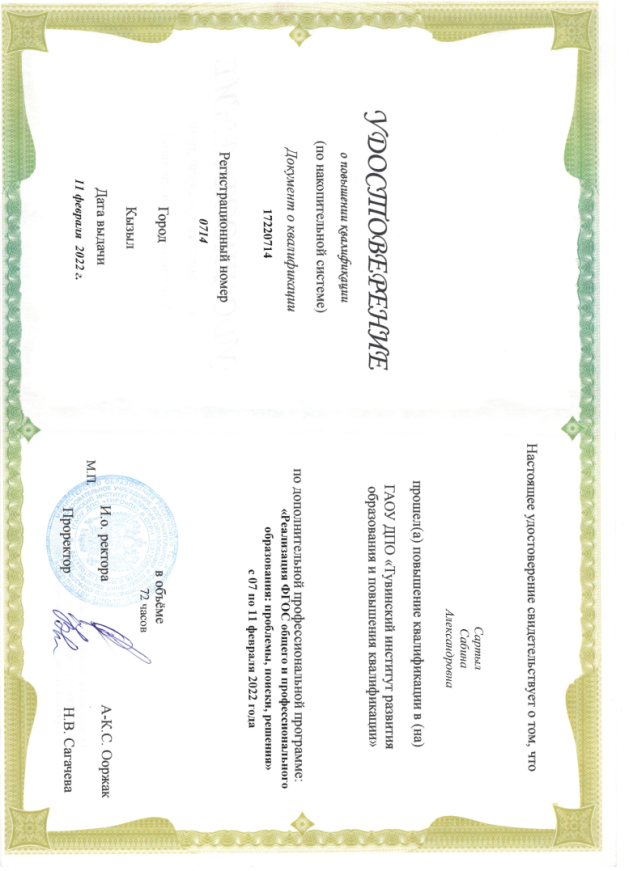 УДОСТОВЕРЕНИЕ
о повышении квалификации
(по накопительной системе)
Документ о квалификации
17220714
Регистрационный номер
0714
Город
Кызыл
Дата выдачи
11 февраля 2022 г.
Настоящее удостоверение свидетельствует о том, что
Сартыл
Сабина
Александровна
прошел(а) повышение квалификации в (на)
ГАОУ ДПО «Тувинский институт развития
образования и повышения квалификации»
по дополнительной профессиональной программе:
«Реализация ФГОС общего и профессионального
образования: проблемы, поиски, решения»
с 07 по 11 февраля 2022 года
в объёме
72 часов
М.П. И.о. ректора А-К.С. Ооржак
Проректор Н.В. Сагачева